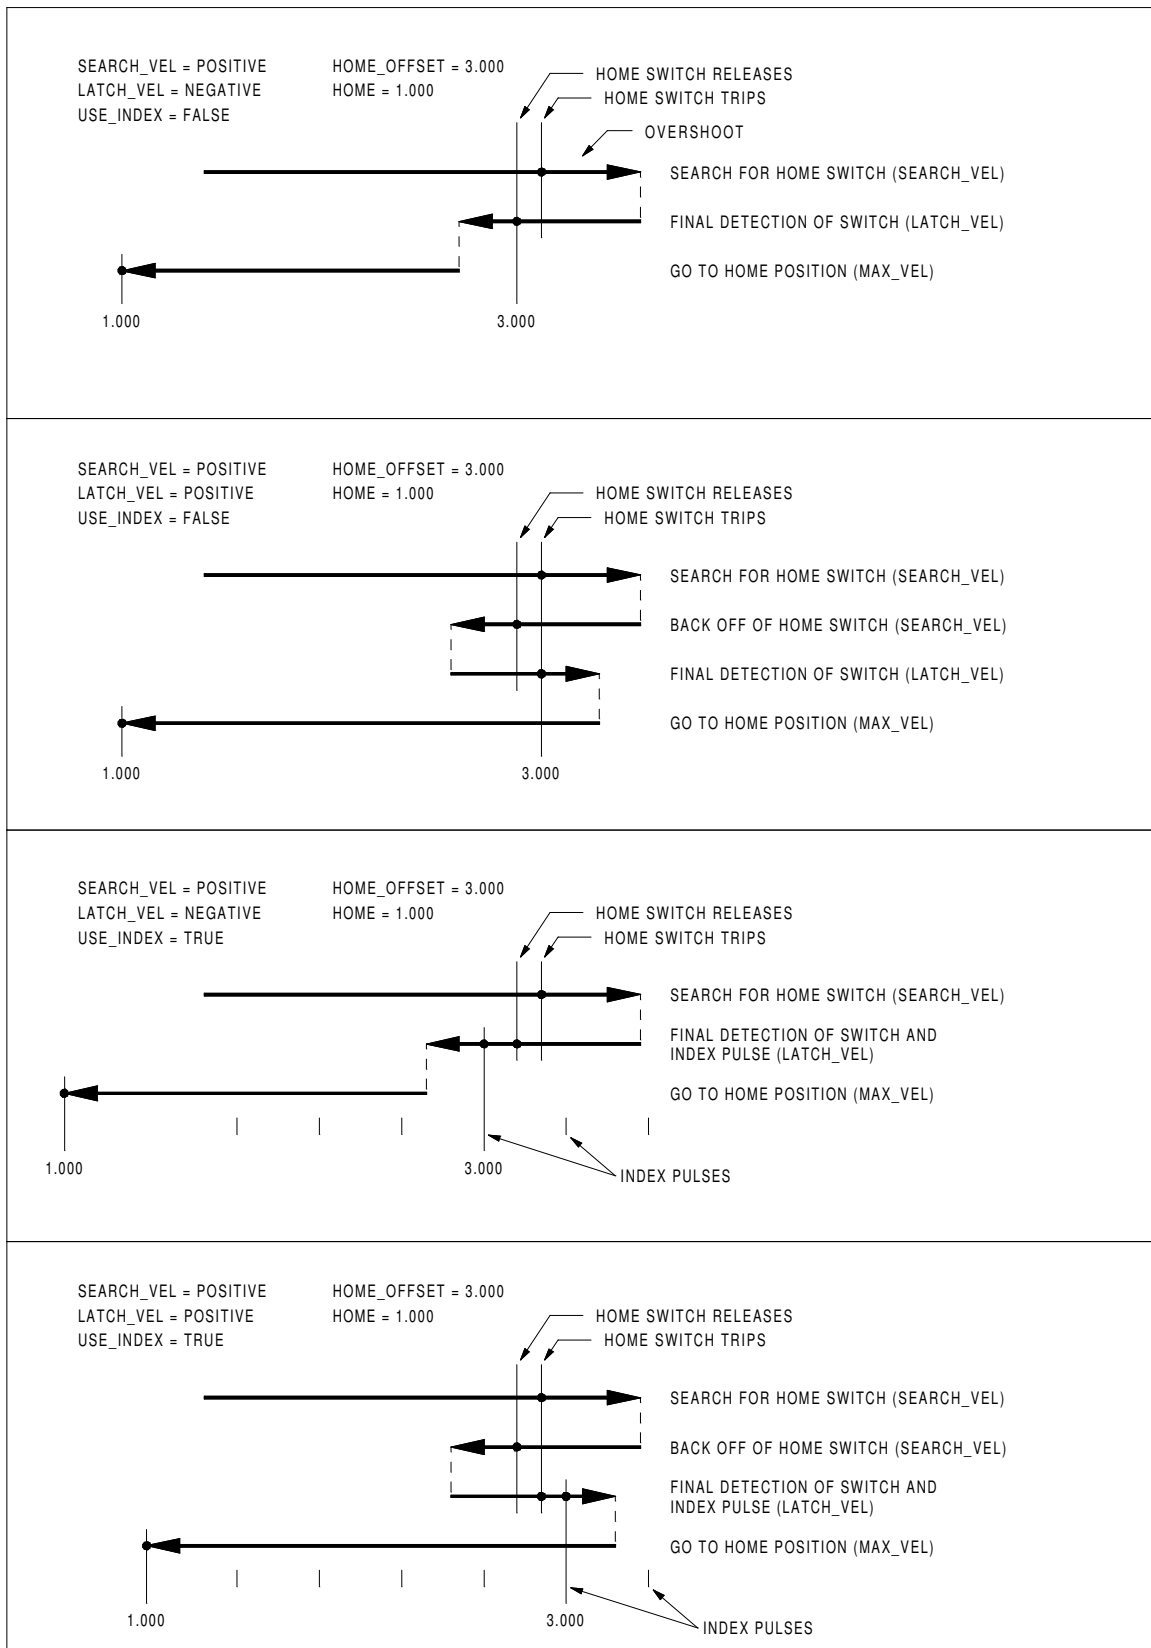 SEARCH_VEL = POSITIVE HOME_OFFSET = 3.000
LATCH_VEL = NEGATIVE HOME = 1.000
USE_INDEX = FALSE
HOME SWITCH RELEASES
HOME SWITCH TRIPS
OVERSHOOT
SEARCH FOR HOME SWITCH (SEARCH_VEL)
FINAL DETECTION OF SWITCH (LATCH_VEL)
GO TO HOME POSITION (MAX_VEL)
1.000 3.000
SEARCH_VEL = POSITIVE HOME_OFFSET = 3.000
LATCH_VEL = POSITIVE HOME = 1.000
USE_INDEX = FALSE
HOME SWITCH RELEASES
HOME SWITCH TRIPS
SEARCH FOR HOME SWITCH (SEARCH_VEL)
BACK OFF OF HOME SWITCH (SEARCH_VEL)
FINAL DETECTION OF SWITCH (LATCH_VEL)
GO TO HOME POSITION (MAX_VEL)
1.000 3.000
SEARCH_VEL = POSITIVE HOME_OFFSET = 3.000
LATCH_VEL = NEGATIVE HOME = 1.000
USE_INDEX = TRUE
HOME SWITCH RELEASES
HOME SWITCH TRIPS
SEARCH FOR HOME SWITCH (SEARCH_VEL)
FINAL DETECTION OF SWITCH AND
INDEX PULSE (LATCH_VEL)
GO TO HOME POSITION (MAX_VEL)
1.000 3.000
INDEX PULSES
SEARCH_VEL = POSITIVE HOME_OFFSET = 3.000
LATCH_VEL = POSITIVE HOME = 1.000
USE_INDEX = TRUE
HOME SWITCH RELEASES
HOME SWITCH TRIPS
SEARCH FOR HOME SWITCH (SEARCH_VEL)
BACK OFF OF HOME SWITCH (SEARCH_VEL)
FINAL DETECTION OF SWITCH AND
INDEX PULSE (LATCH_VEL)
GO TO HOME POSITION (MAX_VEL)
1.000 3.000
INDEX PULSES